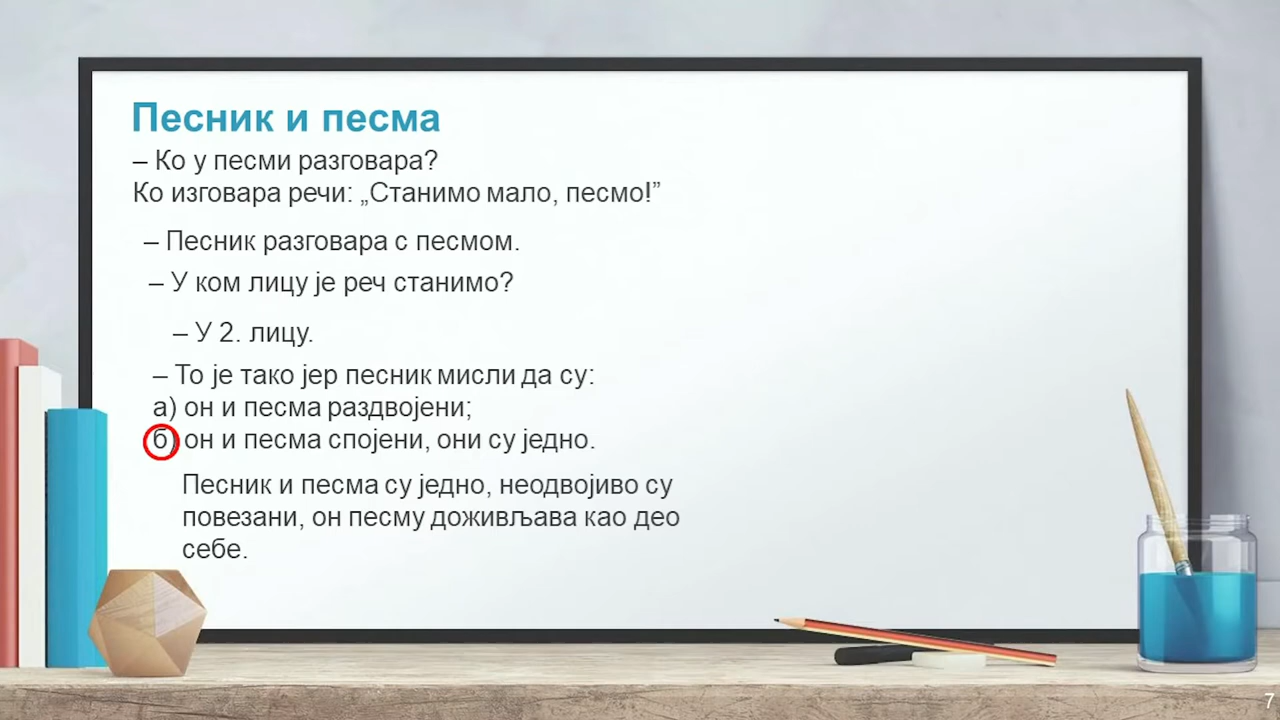 Песник и песма
– Ко у песми разговара?
Ко изговара речи: „Станимо мало, песмо!”
– Песник разговара с песмом.
– У ком лицу је реч станимо?
– У 2. лицу.
– То је тако јер песник мисли да су:
а) он и песма раздвојени;
б) он и песма спојени, они су једно.
Песник и песма су једно, неодвојиво су
повезани, он песму доживљава као део
себе.
7